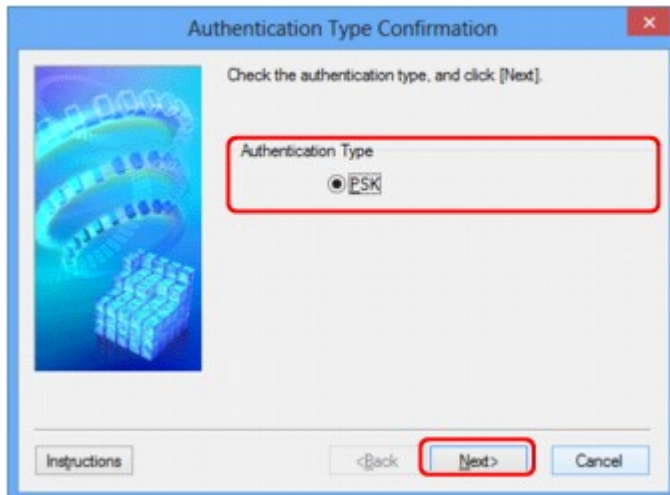 Authentication Type Confirmation
Check the authentication type, and click [Next].
Authentication Type
PSK
Instructions
<Back
Next>
Cancel